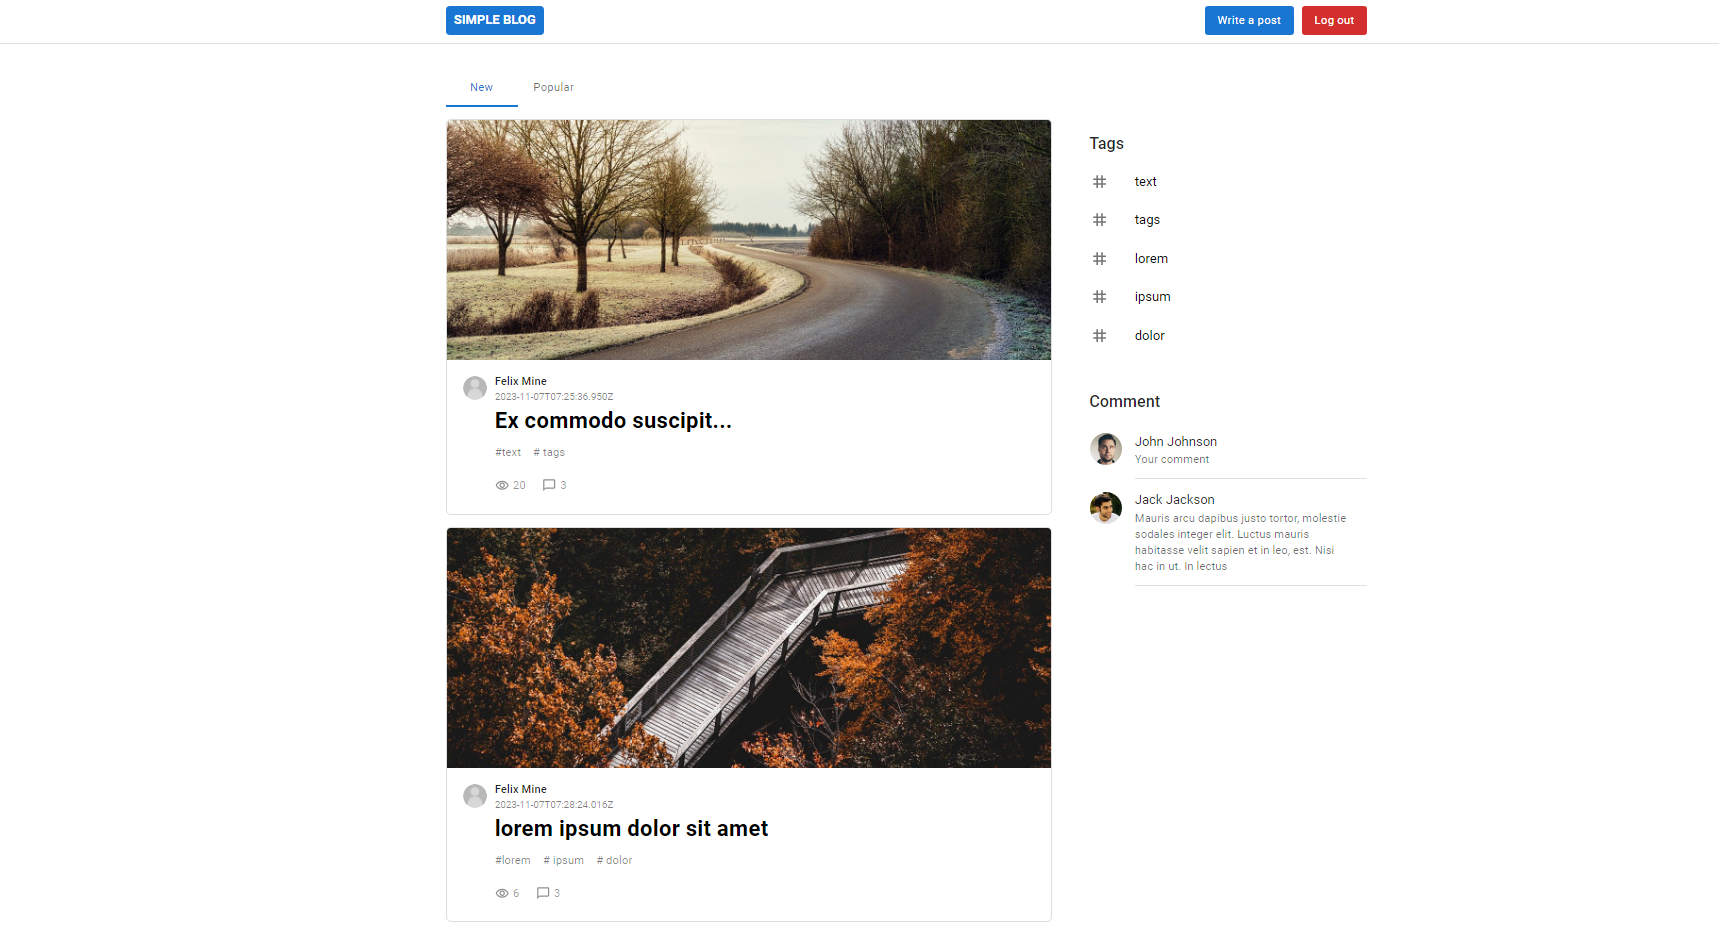 SIMPLE BLOG
Write a post
Log out
New
Popular
Felix Mine
2023-11-07T07:25:36.950Z
Ex commodo suscipit...
#text # tags
20 3
Felix Mine
2023-11-07T07:28:24.016Z
lorem ipsum dolor sit amet
#lorem # ipsum # dolor
6 3
Tags
# text
# tags
# lorem
# ipsum
# dolor
Comment
John Johnson
Your comment
Jack Jackson
Mauris arcu dapibus justo tortor, molestie
sodales integer elit. Luctus mauris
habitasse velit sapien et in leo, est. Nisi
hac in ut. In lectus